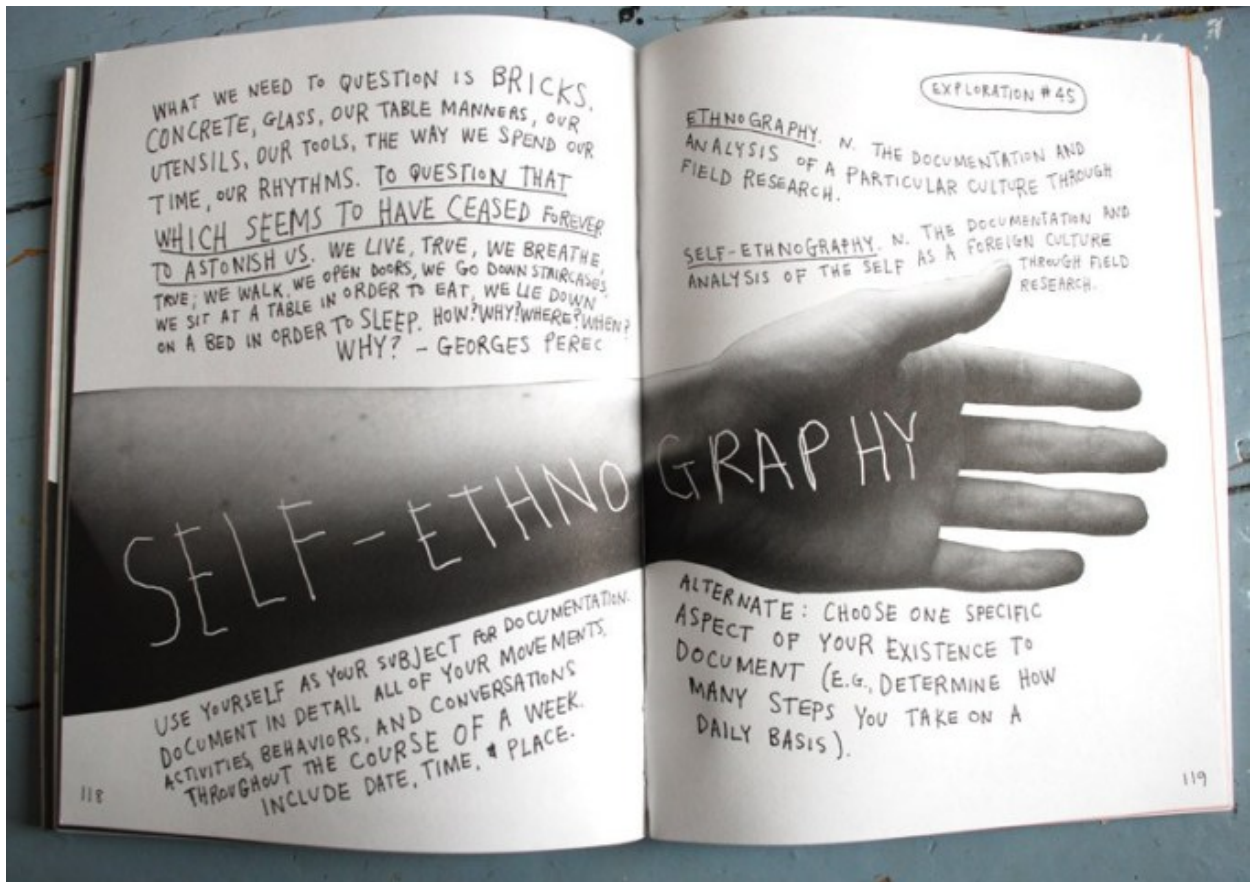 WHAT WE NEED TO QUESTION IS BRICKS.
CONCRETE, GLASS, OUR TABLE MANNERS, OUR
UTENSILS, OUR TOOLS, THE WAY WE SPEND OUR
TIME, OUR RHYTHMS. TO QUESTION THAT
WHICH SEEMS TO HAVE CEASED FOREVER
TO ASTONISH US. WE LIVE, TRUE, WE BREATHE,
TRUE; WE WALK, WE OPEN DOORS, WE GO DOWN STAIRCASES,
WE SIT AT A TABLE IN ORDER TO EAT, WE LIE DOWN
ON A BED IN ORDER TO SLEEP. HOW? WHY? WHERE? WHEN?
WHY? – GEORGES PEREC
SELF-ETHNOGRAPHY
USE YOURSELF AS YOUR SUBJECT FOR DOCUMENTATION.
DOCUMENT IN DETAIL ALL OF YOUR MOVEMENTS,
ACTIVITIES, BEHAVIORS, AND CONVERSATIONS
THROUGHOUT THE COURSE OF A WEEK.
INCLUDE DATE, TIME, & PLACE.
118
EXPLORATION #45
ETHNOGRAPHY. N. THE DOCUMENTATION AND
ANALYSIS OF A PARTICULAR CULTURE THROUGH
FIELD RESEARCH.
SELF-ETHNOGRAPHY. N. THE DOCUMENTATION AND
ANALYSIS OF THE SELF AS A FOREIGN CULTURE
THROUGH FIELD
RESEARCH.
ALTERNATE: CHOOSE ONE SPECIFIC
ASPECT OF YOUR EXISTENCE TO
DOCUMENT (E.G., DETERMINE HOW
MANY STEPS YOU TAKE ON A
DAILY BASIS).
119